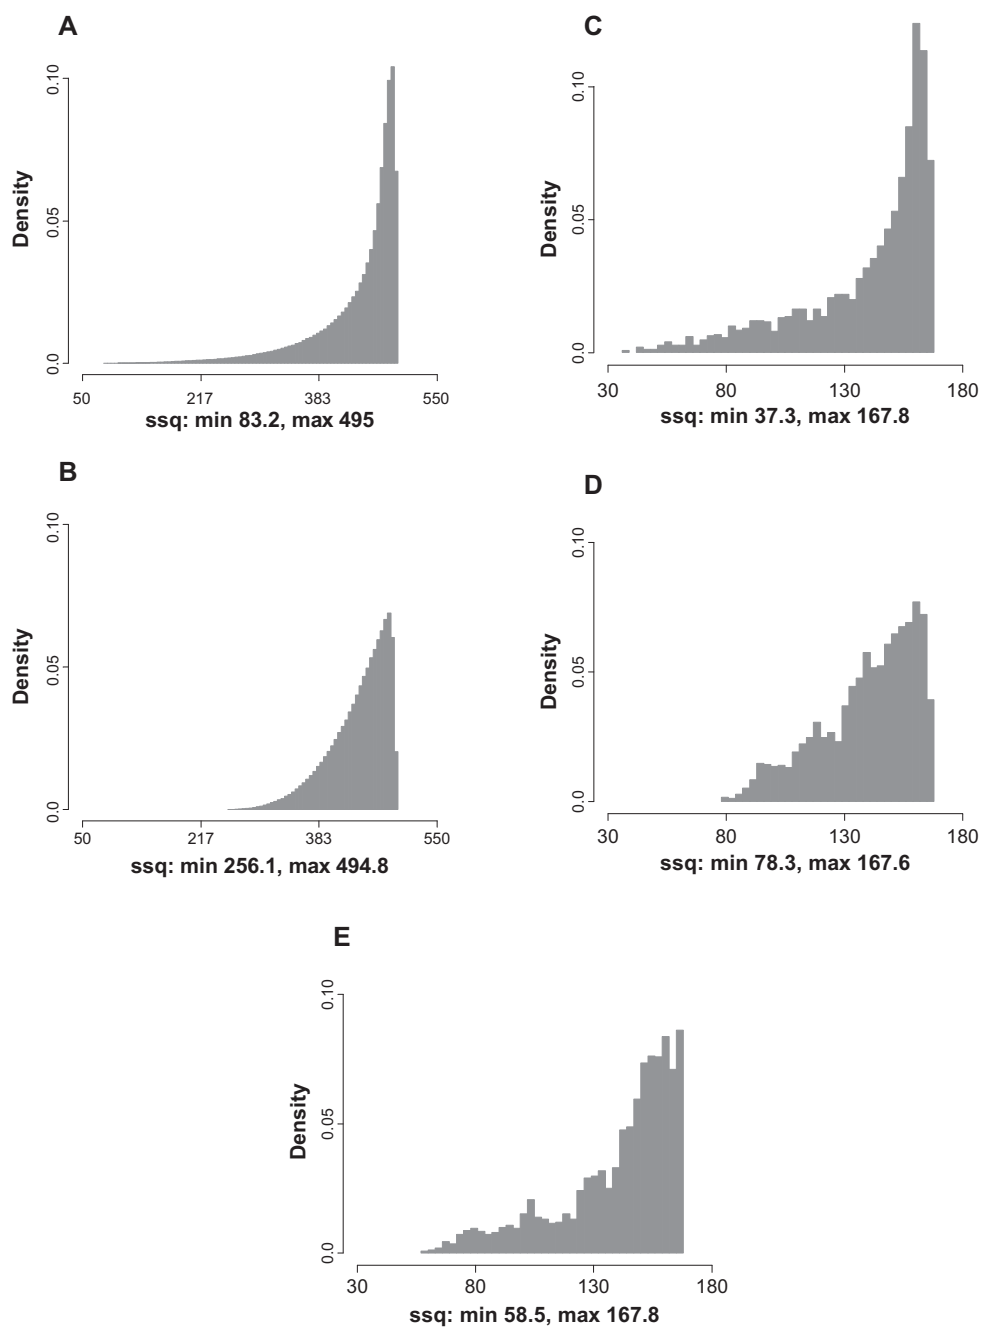 A
0.10
Density
0.05
0.0
50 217 383 550
ssq: min 83.2, max 495
C
0.10
Density
0.05
0.0
30 80 130 180
ssq: min 37.3, max 167.8
B
0.10
Density
0.05
0.0
50 217 383 550
ssq: min 256.1, max 494.8
D
0.10
Density
0.05
0.0
30 80 130 180
ssq: min 78.3, max 167.6
E
0.10
Density
0.05
0.0
30 80 130 180
ssq: min 58.5, max 167.8